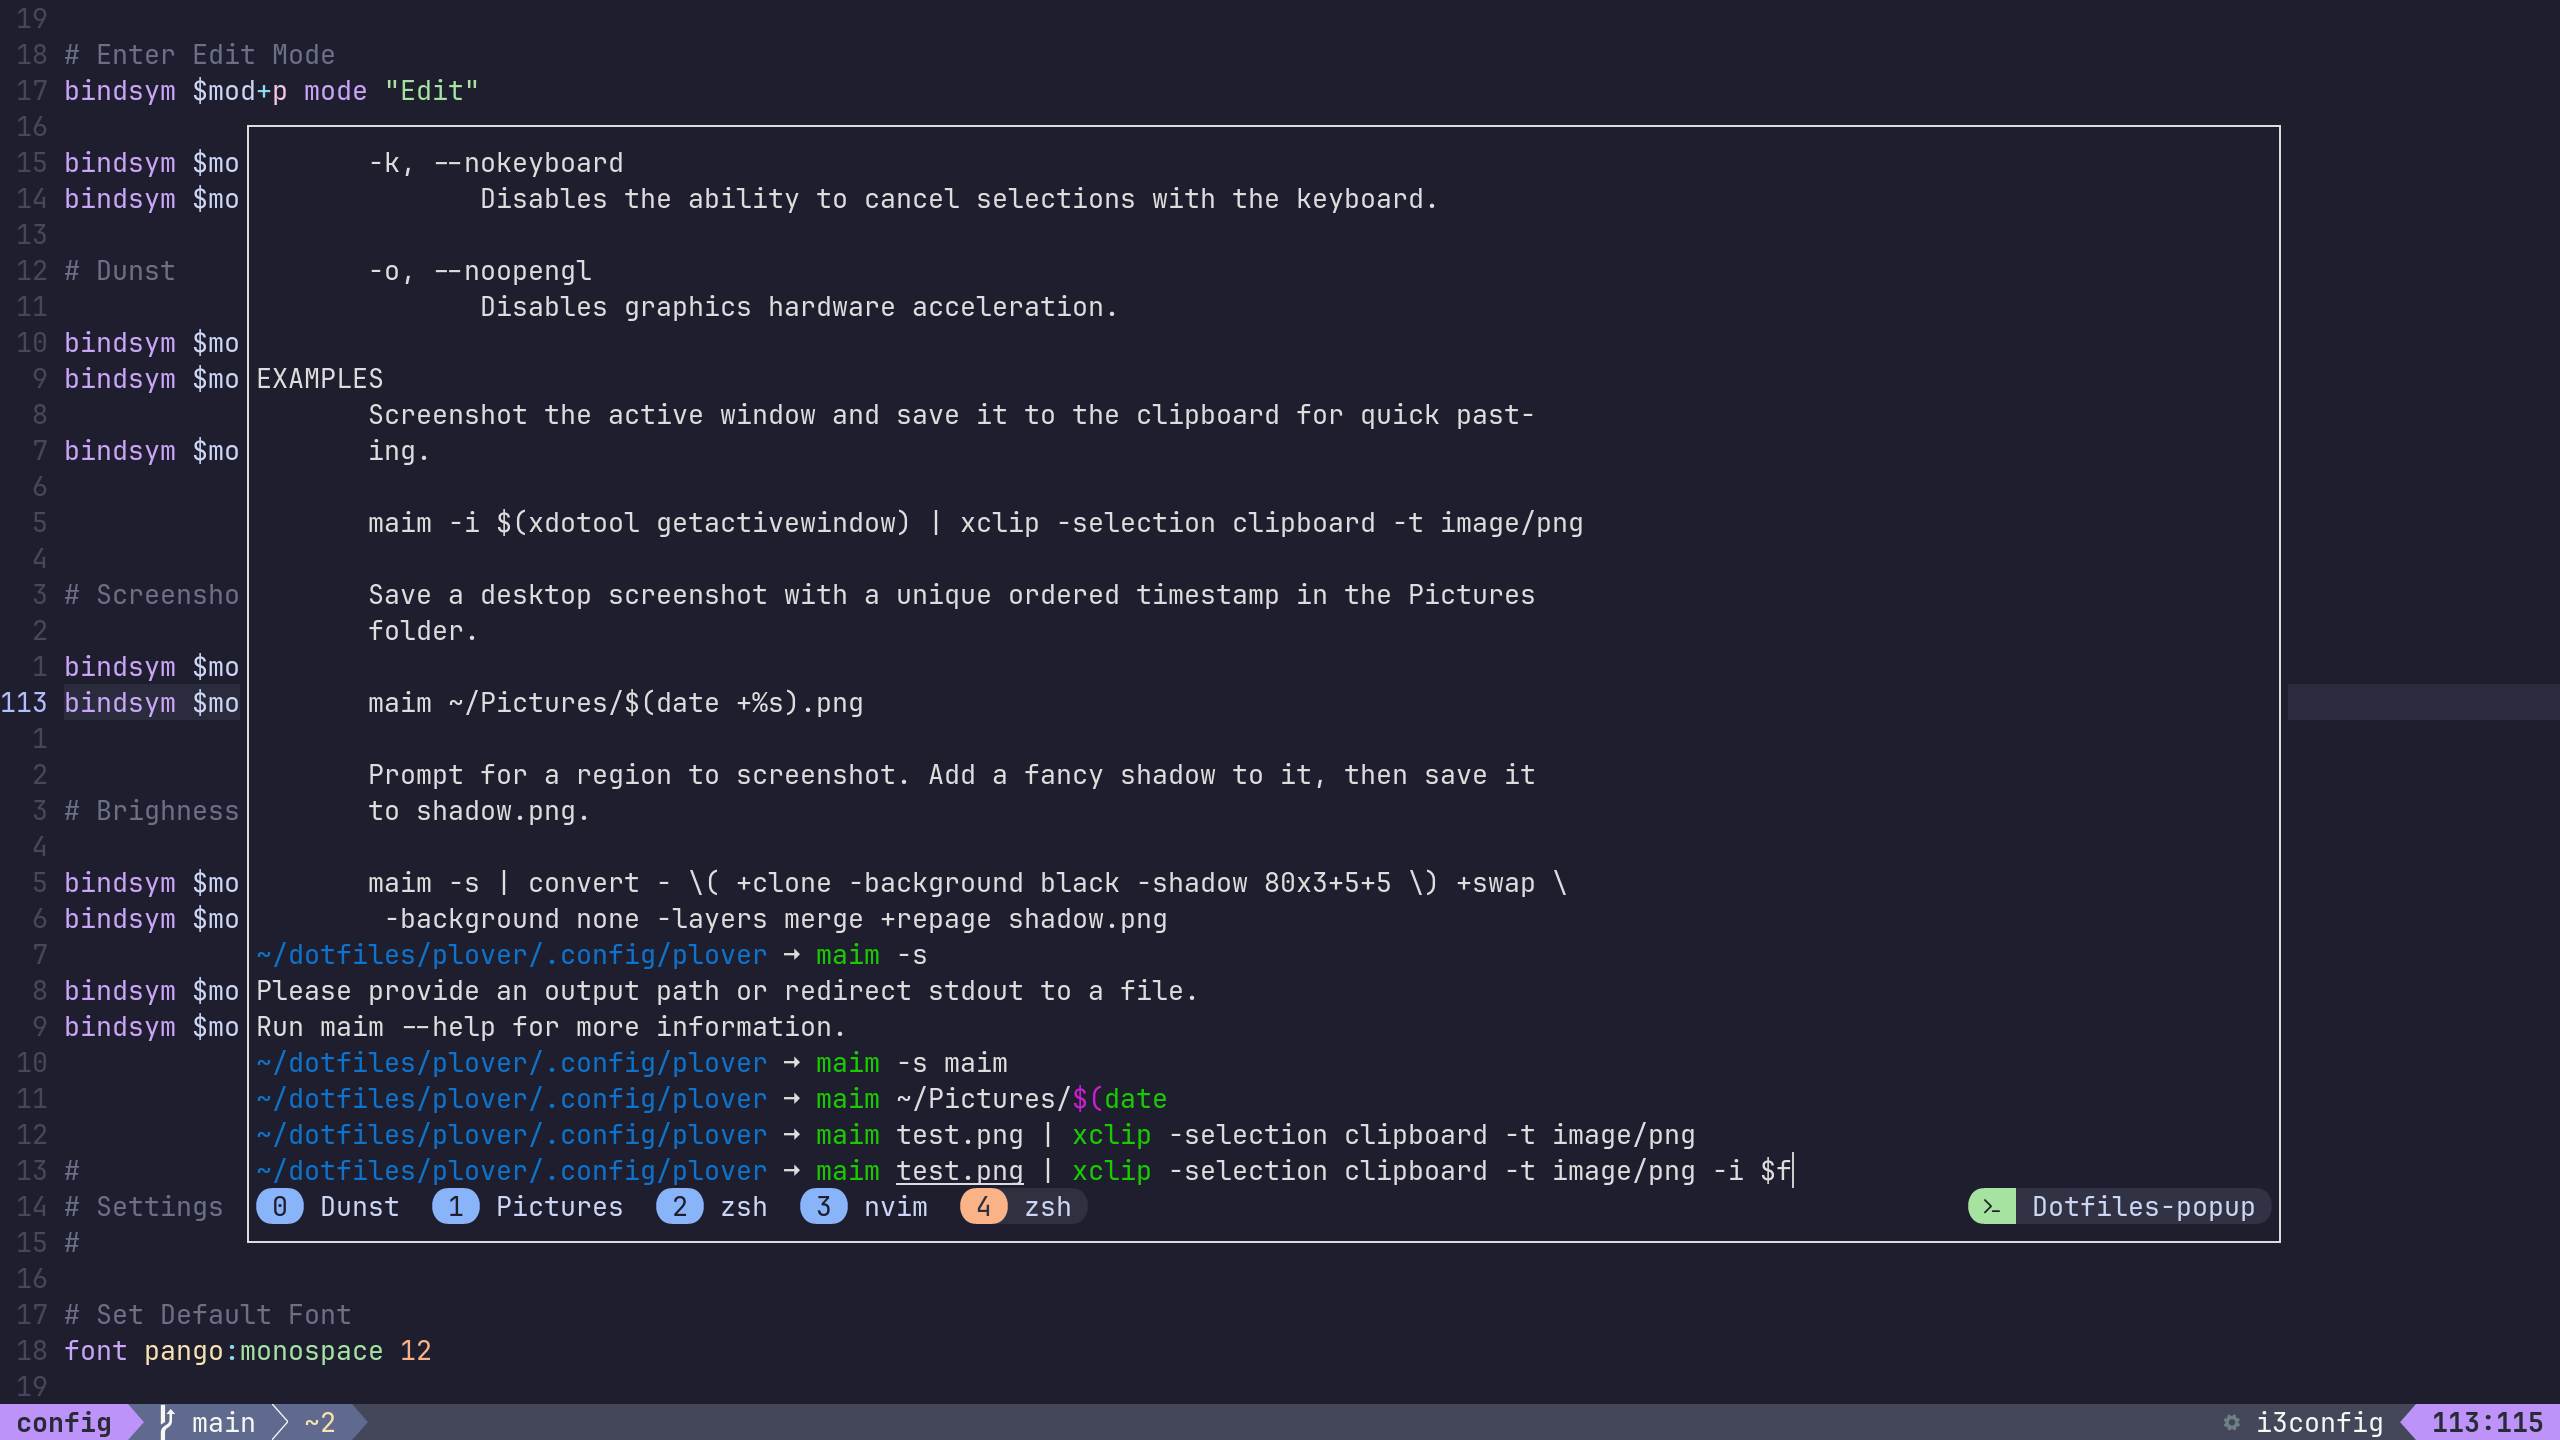 19
18 # Enter Edit Mode
17 bindsym $mod+p mode "Edit"
16
15 bindsym $mo
14 bindsym $mo
13
12 # Dunst
11
10 bindsym $mo
9 bindsym $mo
8
7 bindsym $mo
6
5
4
3 # Screensho
2
1 bindsym $mo
113 bindsym $mo
1
2
3 # Brighness
4
5 bindsym $mo
6 bindsym $mo
7
8 bindsym $mo
9 bindsym $mo
10
11
12
13 #
14 # Settings
15 #
16
17 # Set Default Font
18 font pango:monospace 12
19
-k, --nokeyboard
Disables the ability to cancel selections with the keyboard.
-o, --noopengl
Disables graphics hardware acceleration.
EXAMPLES
Screenshot the active window and save it to the clipboard for quick past-
ing.
maim -i $(xdotool getactivewindow) | xclip -selection clipboard -t image/png
Save a desktop screenshot with a unique ordered timestamp in the Pictures
folder.
maim ~/Pictures/$(date +%s).png
Prompt for a region to screenshot. Add a fancy shadow to it, then save it
to shadow.png.
maim -s | convert - \( +clone -background black -shadow 80x3+5+5 \) +swap \
-background none -layers merge +repage shadow.png
~/dotfiles/plover/.config/plover → maim -s
Please provide an output path or redirect stdout to a file.
Run maim --help for more information.
~/dotfiles/plover/.config/plover → maim -s maim
~/dotfiles/plover/.config/plover → maim ~/Pictures/$(date
~/dotfiles/plover/.config/plover → maim test.png | xclip -selection clipboard -t image/png
~/dotfiles/plover/.config/plover → maim test.png | xclip -selection clipboard -t image/png -i $f
0 Dunst 1 Pictures 2 zsh 3 nvim 4 zsh Dotfiles-popup
config main ~2 i3config 113:115